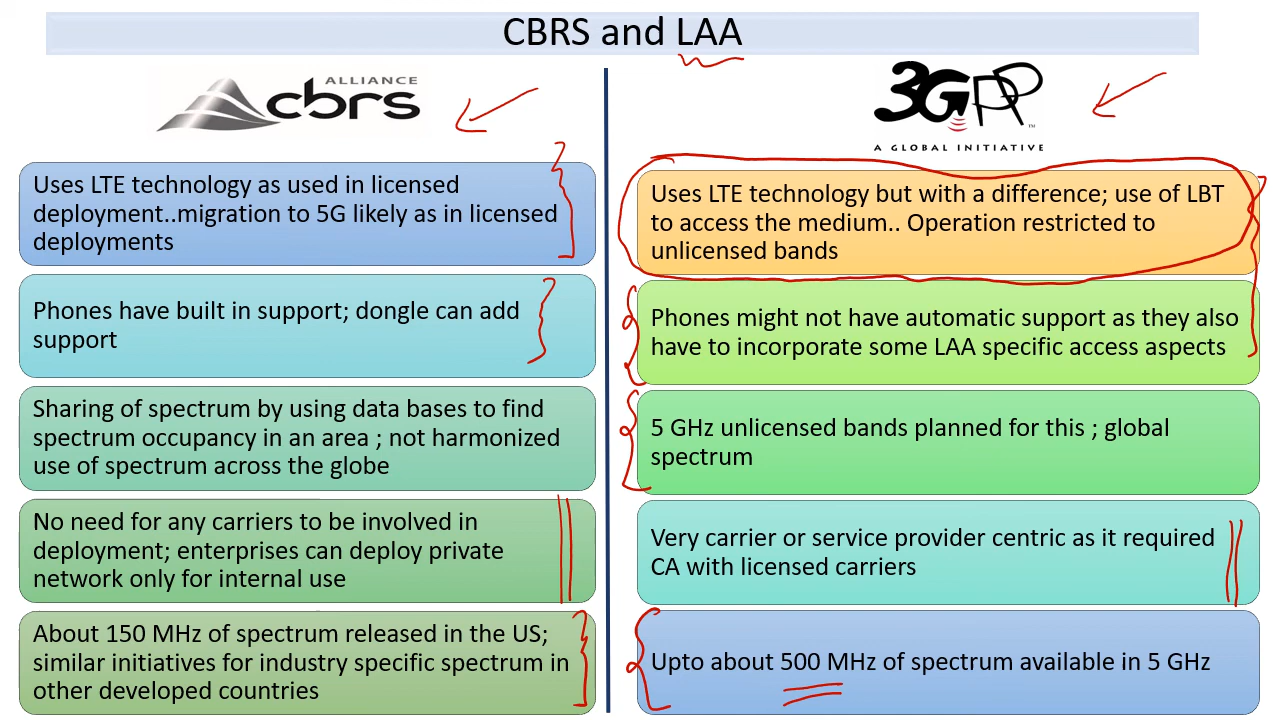 CBRS and LAA
ALLIANCE
cbrs
Uses LTE technology as used in licensed
deployment..migration to 5G likely as in licensed
deployments
Phones have built in support; dongle can add
support
Sharing of spectrum by using data bases to find
spectrum occupancy in an area ; not harmonized
use of spectrum across the globe
No need for any carriers to be involved in
deployment; enterprises can deploy private
network only for internal use
About 150 MHz of spectrum released in the US;
similar initiatives for industry specific spectrum in
other developed countries
3GPP
™
A GLOBAL INITIATIVE
Uses LTE technology but with a difference; use of LBT
to access the medium.. Operation restricted to
unlicensed bands
Phones might not have automatic support as they also
have to incorporate some LAA specific access aspects
5 GHz unlicensed bands planned for this ; global
spectrum
Very carrier or service provider centric as it required
CA with licensed carriers
Upto about 500 MHz of spectrum available in 5 GHz